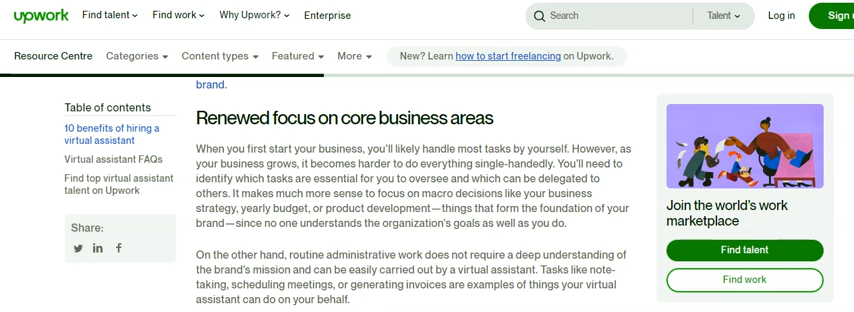 upwork Find talent Find work Why Upwork? Enterprise Search Talent Log in Sign
Resource Centre Categories Content types Featured More New? Learn how to start freelancing on Upwork.
brand.
Table of contents
10 benefits of hiring a
virtual assistant
Virtual assistant FAQs
Find top virtual assistant
talent on Upwork
Share:
Renewed focus on core business areas
When you first start your business, you'll likely handle most tasks by yourself. However, as
your business grows, it becomes harder to do everything single-handedly. You'll need to
identify which tasks are essential for you to oversee and which can be delegated to
others. It makes much more sense to focus on macro decisions like your business
strategy, yearly budget, or product development—things that form the foundation of your
brand—since no one understands the organization's goals as well as you do.
On the other hand, routine administrative work does not require a deep understanding of
the brand's mission and can be easily carried out by a virtual assistant. Tasks like note-
taking, scheduling meetings, or generating invoices are examples of things your virtual
assistant can do on your behalf.
Join the world's work
marketplace
Find talent
Find work